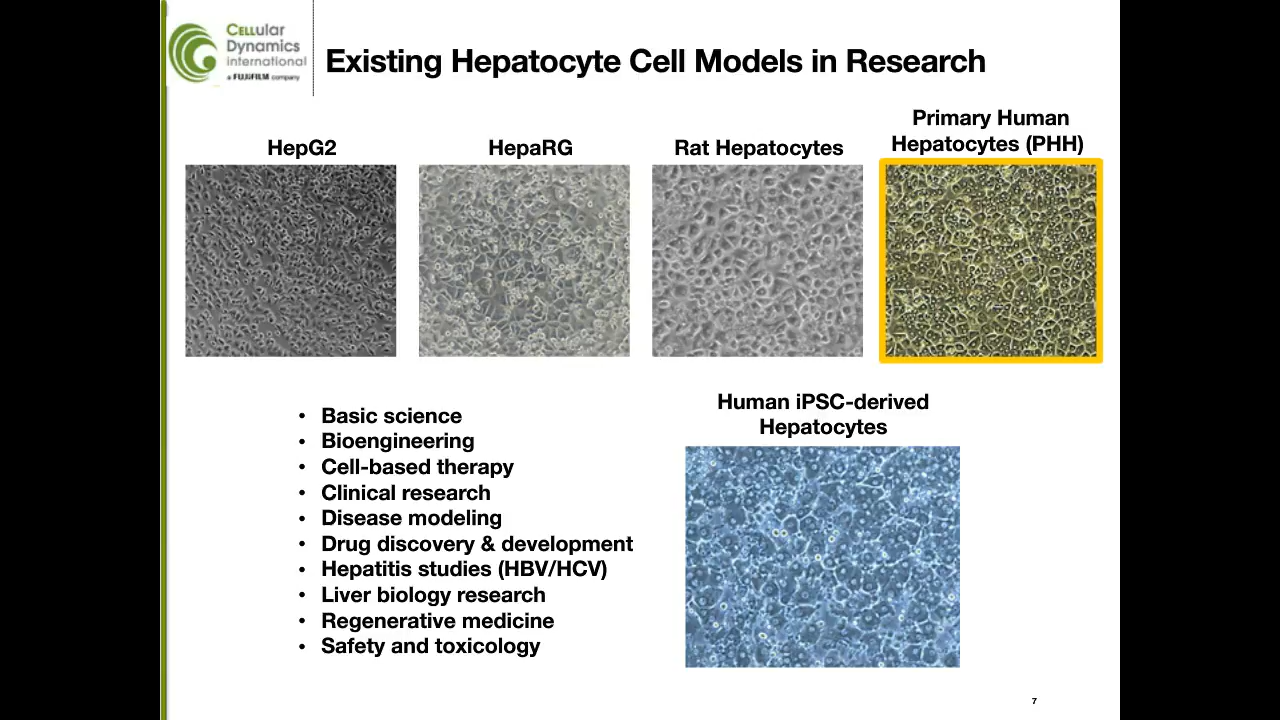 CELLular
Dynamics
international
a FUJIFILM company
Existing Hepatocyte Cell Models in Research
HepG2
HepaRG
Rat Hepatocytes
Primary Human
Hepatocytes (PHH)
• Basic science
• Bioengineering
• Cell-based therapy
• Clinical research
• Disease modeling
• Drug discovery & development
• Hepatitis studies (HBV/HCV)
• Liver biology research
• Regenerative medicine
• Safety and toxicology
Human iPSC-derived
Hepatocytes
7